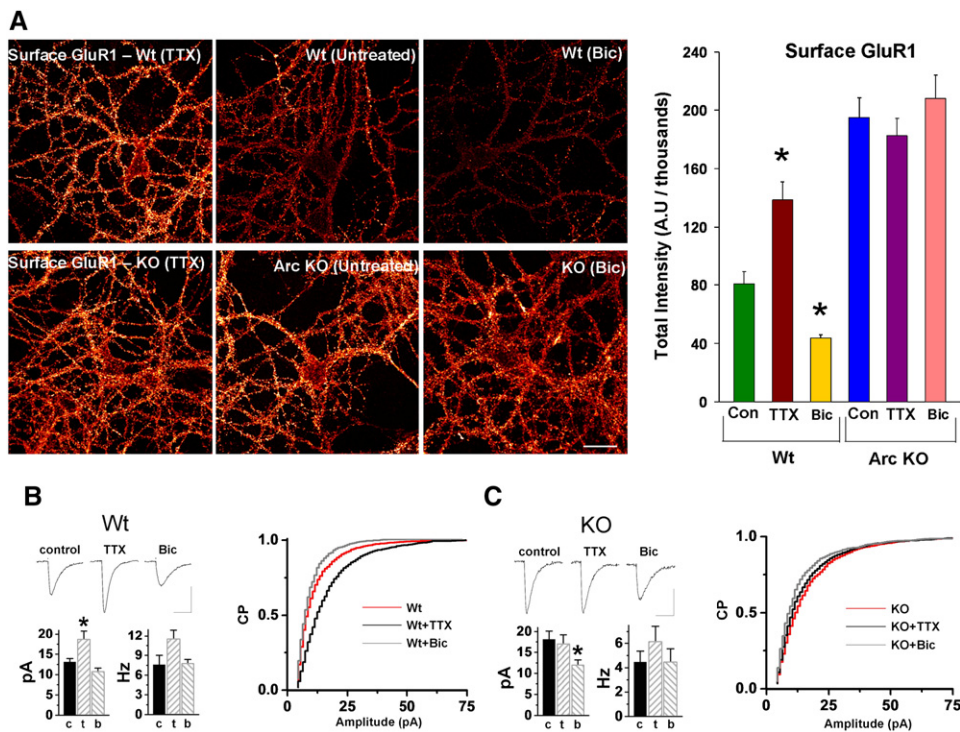 A
Surface GluR1 – Wt (TTX)
Wt (Untreated)
Wt (Bic)
Surface GluR1 – KO (TTX)
Arc KO (Untreated)
KO (Bic)
Surface GluR1
Total Intensity (A.U / thousands)
240
200
160
120
80
40
0
*
*
Con
TTX
Bic
Con
TTX
Bic
Wt
Arc KO
B
Wt
control
TTX
Bic
pA
20
15
10
5
0
*
c
t
b
Hz
12
9
6
3
0
c
t
b
CP
1.0
0.5
0.0
Wt
Wt+TTX
Wt+Bic
0
25
50
75
Amplitude (pA)
C
KO
control
TTX
Bic
pA
20
15
10
5
0
*
c
t
b
Hz
6
4
2
0
c
t
b
CP
1.0
0.5
0.0
KO
KO+TTX
KO+Bic
0
25
50
75
Amplitude (pA)